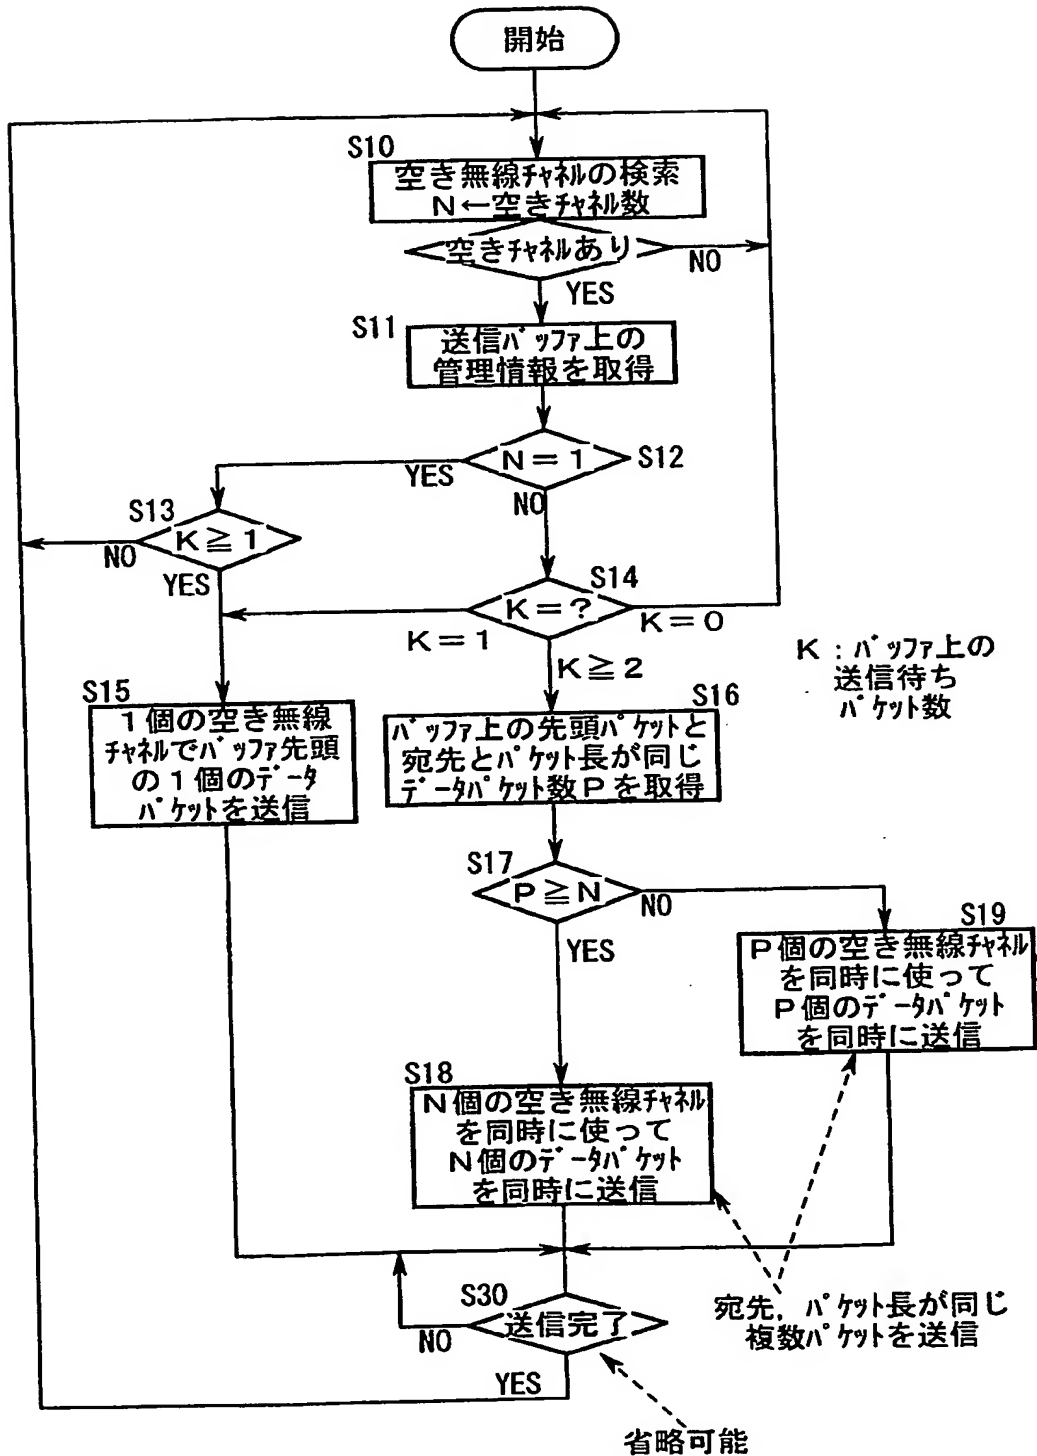 開始
S10
空き無線チャネルの検索
N←空きチャネル数
空きチャネルあり
NO
YES
S11
送信バッファ上の
管理情報を取得
N=1
S12
YES
NO
S13
K≧1
NO
YES
S14
K=?
K=1
K=0
K≧2
K：バッファ上の
送信待ち
パケット数
S15
1個の空き無線
チャネルでバッファ先頭
の1個のデータ
パケットを送信
S16
バッファ上の先頭パケットと
宛先とパケット長が同じ
データパケット数Pを取得
S17
P≧N
NO
YES
S19
P個の空き無線チャネル
を同時に使って
P個のデータパケット
を同時に送信
S18
N個の空き無線チャネル
を同時に使って
N個のデータパケット
を同時に送信
S30
送信完了
NO
YES
宛先，パケット長が同じ
複数パケットを送信
省略可能